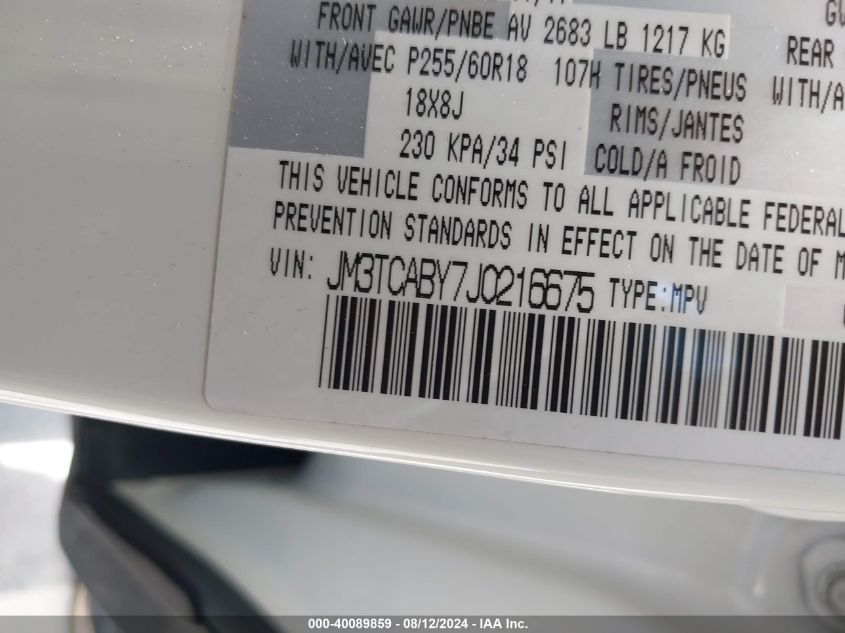 FRONT GAWR/PNBE AV 2683 LB 1217 KG
REAR
WITH/AVEC P255/60R18 107H TIRES/PNEUS
WITH/A
18X8J RIMS/JANTES
230 KPA/34 PSI COLD/A FROID
THIS VEHICLE CONFORMS TO ALL APPLICABLE FEDERAL
PREVENTION STANDARDS IN EFFECT ON THE DATE OF M
VIN: JM3TCABY7J0216675 TYPE:MPV
000-40089859 - 08/12/2024 - IAA Inc.